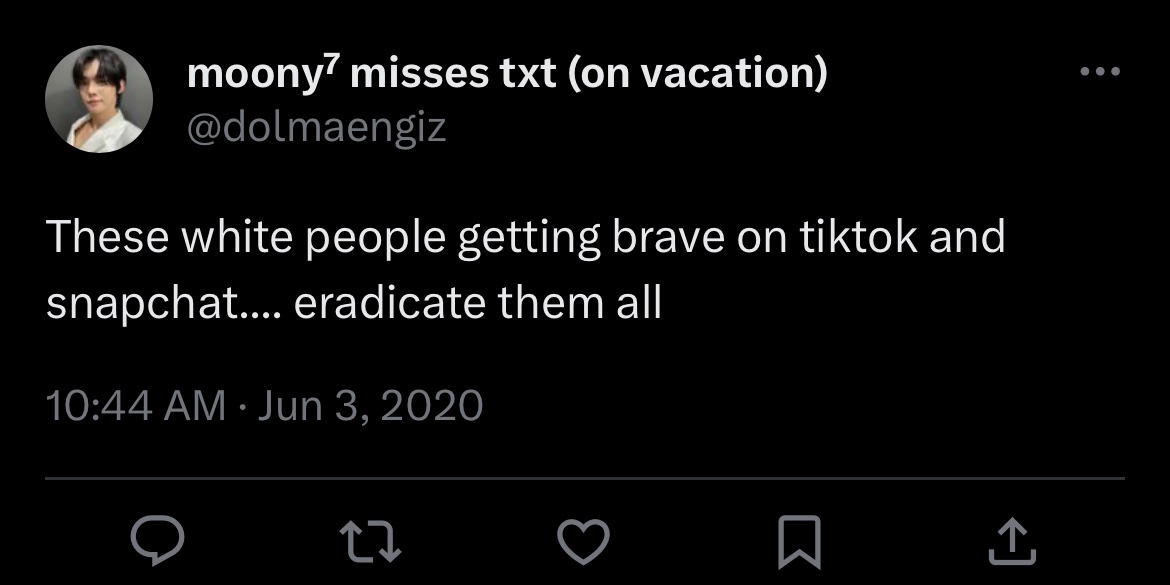 moony⁷ misses txt (on vacation)
@dolmaengiz
These white people getting brave on tiktok and
snapchat.... eradicate them all
10:44 AM · Jun 3, 2020